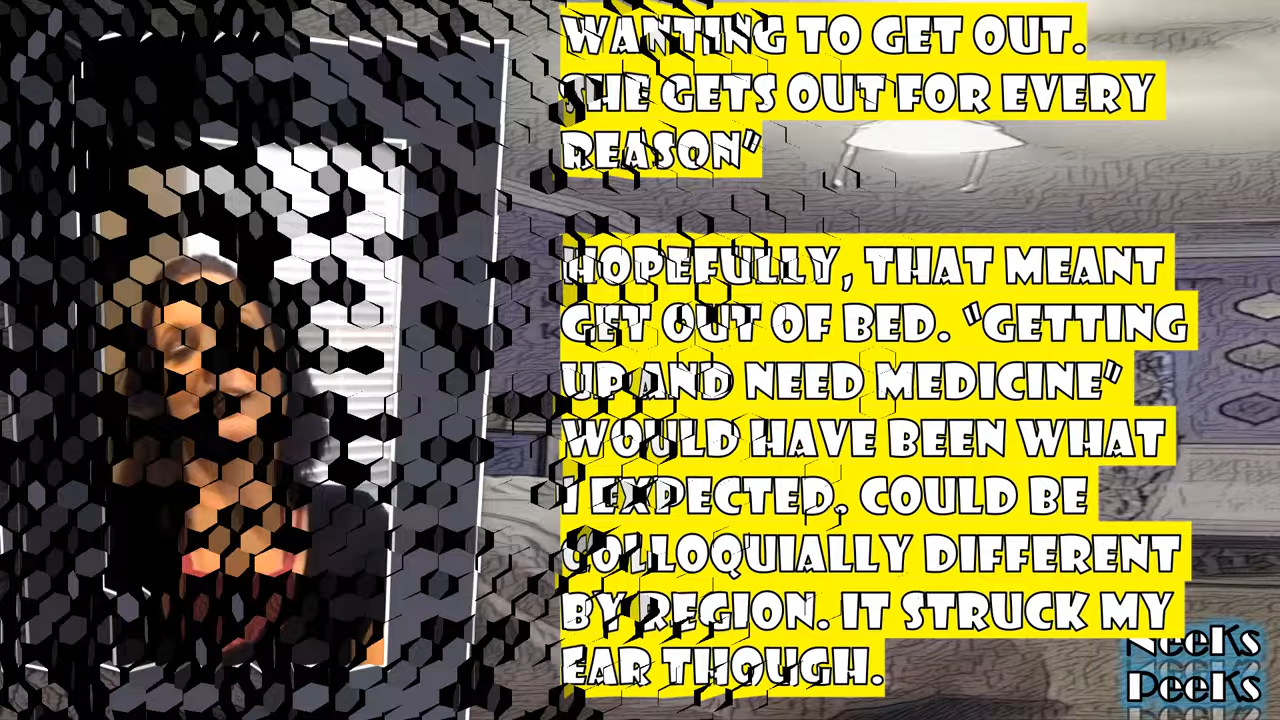 WANTING TO GET OUT.
SHE GETS OUT FOR EVERY
REASON"
HOPEFULLY, THAT MEANT
GET OUT OF BED. "GETTING
UP AND NEED MEDICINE"
WOULD HAVE BEEN WHAT
I EXPECTED. COULD BE
COLLOQUIALLY DIFFERENT
BY REGION. IT STRUCK MY
EAR THOUGH.
Neeks
Peeks